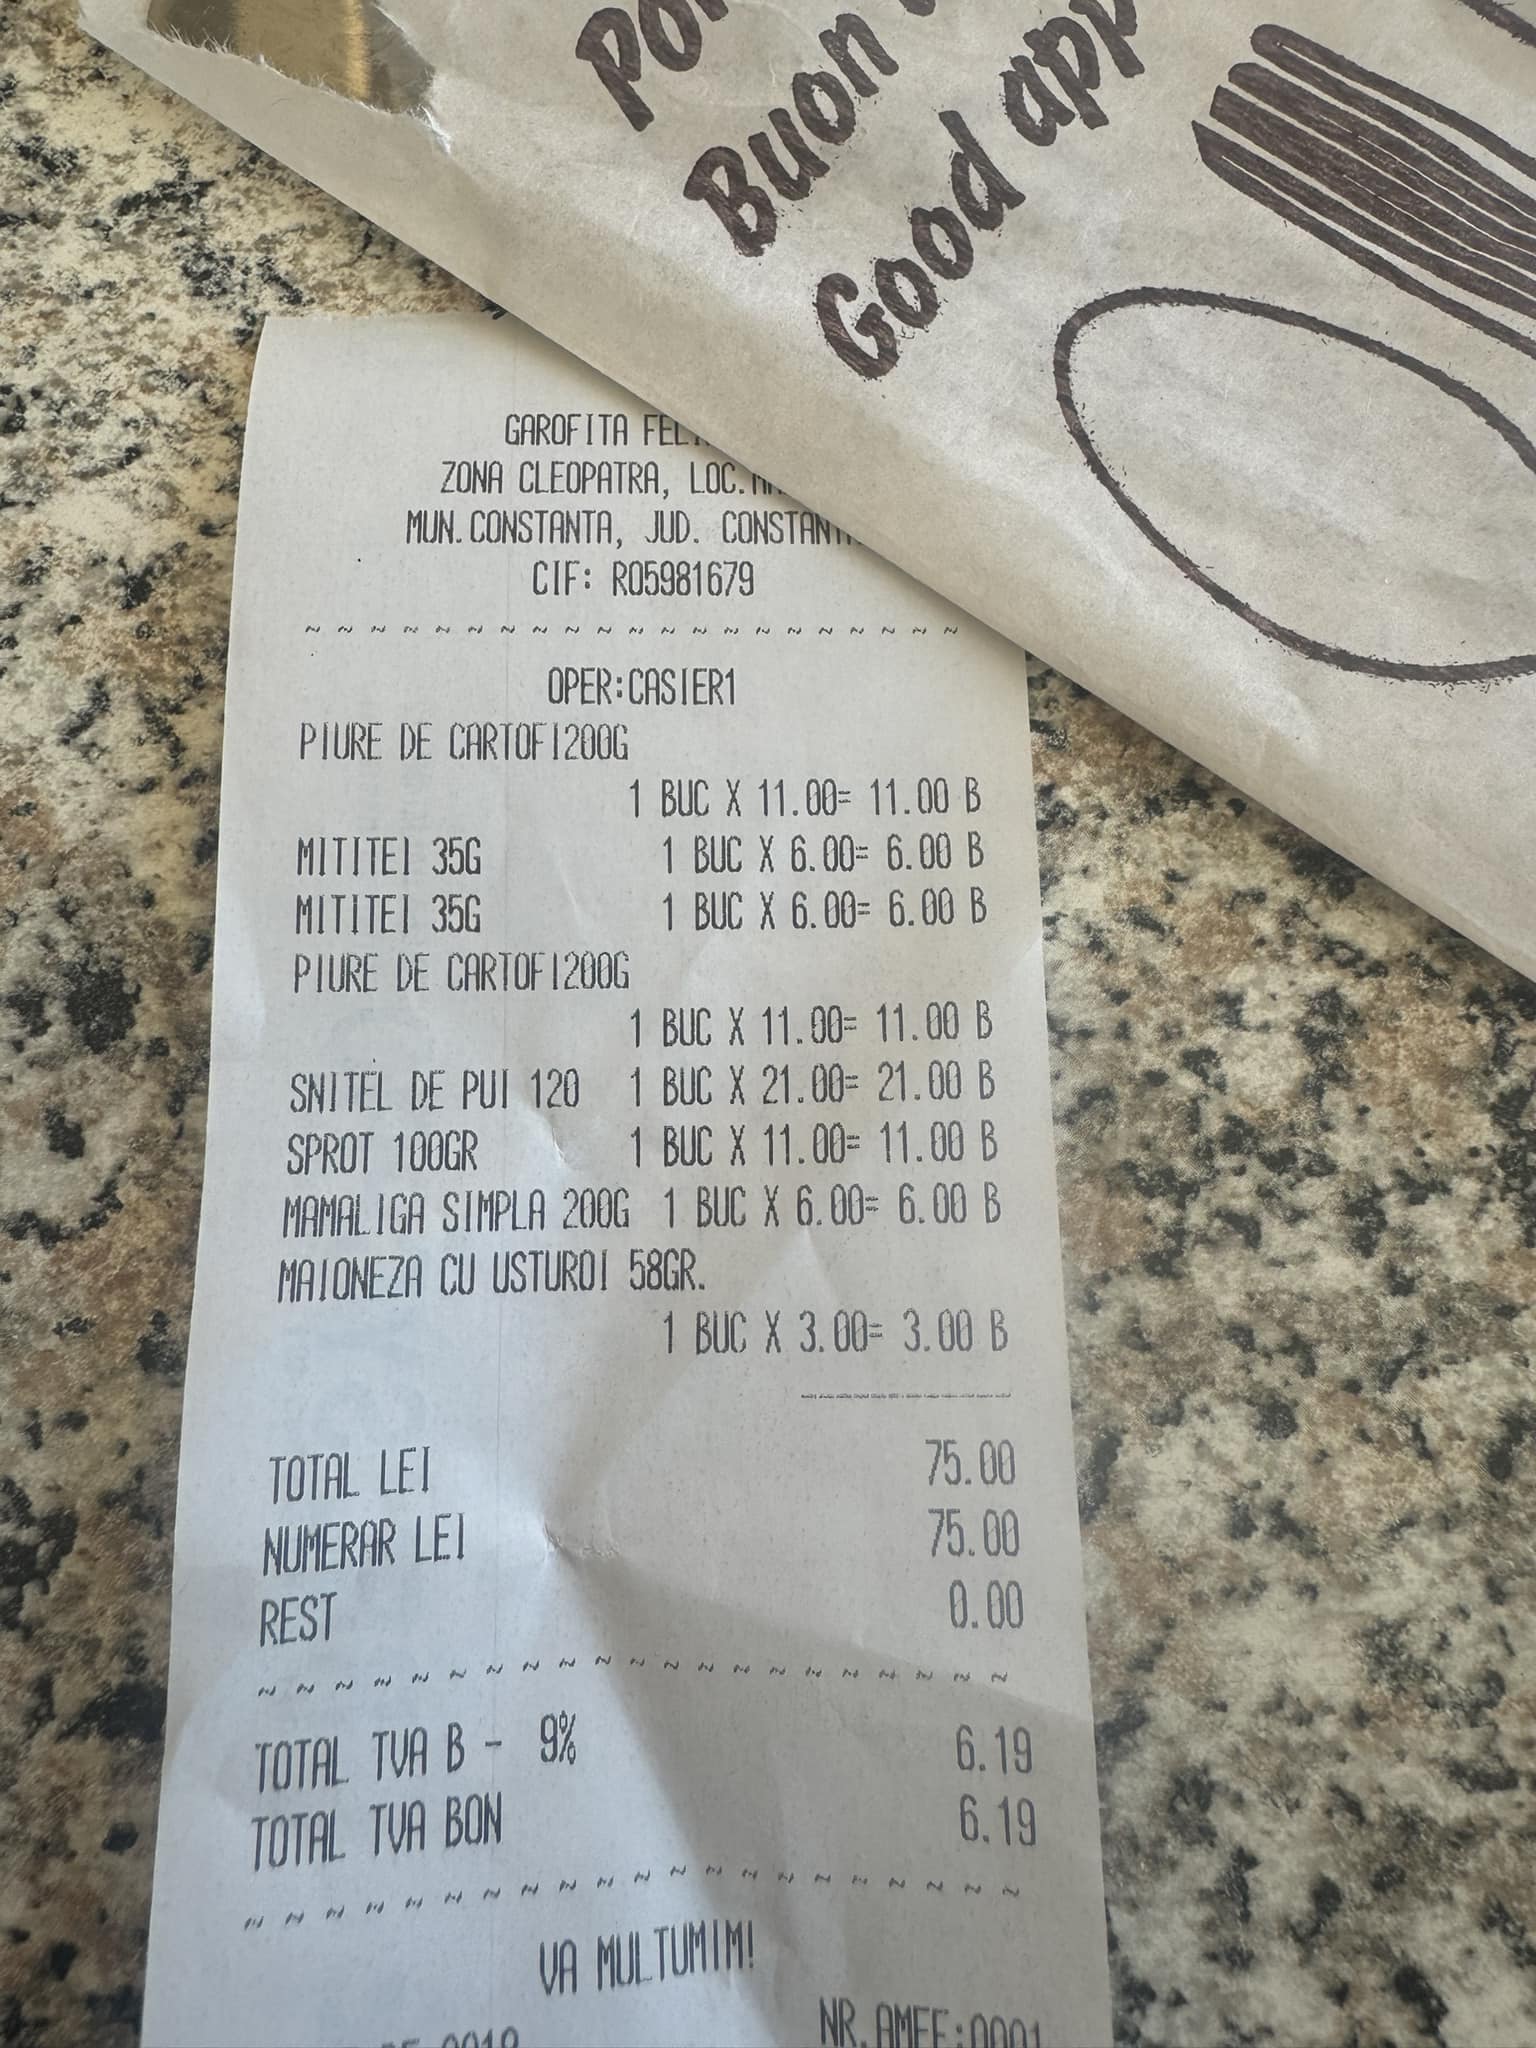 Buon
Good app
GAROFITA
ZONA CLEOPATRA, LOC.
MUN.CONSTANTA, JUD. CONSTANT
CIF: RO5981679
~ ~ ~ ~ ~ ~ ~ ~ ~ ~ ~ ~ ~ ~ ~ ~ ~ ~ ~ ~
OPER:CASIER1
PIURE DE CARTOFI200G
1 BUC X 11.00= 11.00 B
MITITEI 35G 1 BUC X 6.00= 6.00 B
MITITEI 35G 1 BUC X 6.00= 6.00 B
PIURE DE CARTOFI200G
1 BUC X 11.00= 11.00 B
SNITEL DE PUI 120 1 BUC X 21.00= 21.00 B
SPROT 100GR 1 BUC X 11.00= 11.00 B
MAMALIGA SIMPLA 200G 1 BUC X 6.00= 6.00 B
MAIONEZA CU USTUROI 58GR.
1 BUC X 3.00= 3.00 B
TOTAL LEI 75.00
NUMERAR LEI 75.00
REST 0.00
~ ~ ~ ~ ~ ~ ~ ~ ~ ~ ~ ~ ~ ~ ~ ~ ~ ~ ~ ~
TOTAL TVA B - 9% 6.19
TOTAL TVA BON 6.19
~ ~ ~ ~ ~ ~ ~ ~ ~ ~ ~ ~ ~ ~ ~ ~ ~ ~ ~ ~
VA MULTUMIM!
NR.AMEF:0001